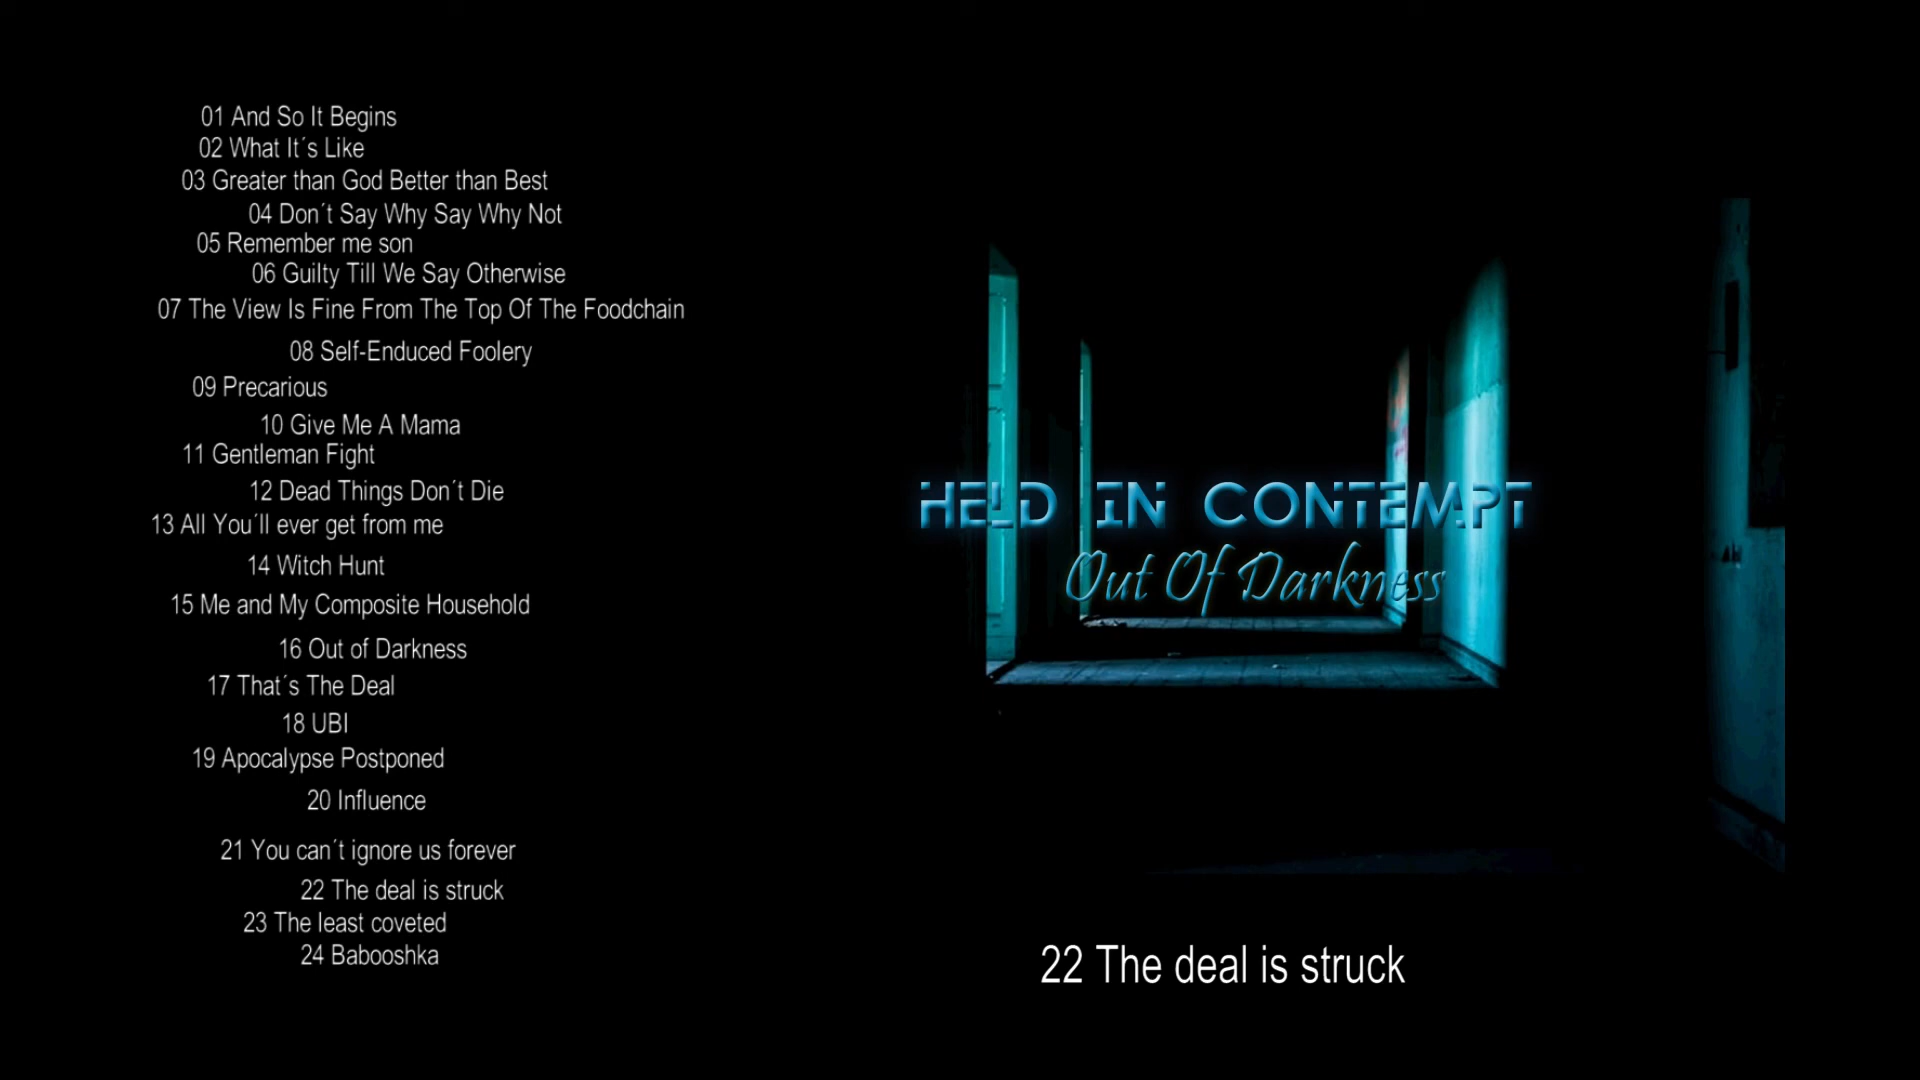 01 And So It Begins
02 What It´s Like
03 Greater than God Better than Best
04 Don´t Say Why Say Why Not
05 Remember me son
06 Guilty Till We Say Otherwise
07 The View Is Fine From The Top Of The Foodchain
08 Self-Enduced Foolery
09 Precarious
10 Give Me A Mama
11 Gentleman Fight
12 Dead Things Don´t Die
13 All You´ll ever get from me
14 Witch Hunt
15 Me and My Composite Household
16 Out of Darkness
17 That´s The Deal
18 UBI
19 Apocalypse Postponed
20 Influence
21 You can´t ignore us forever
22 The deal is struck
23 The least coveted
24 Babooshka
HELD IN CONTEMPT
Out Of Darkness
22 The deal is struck